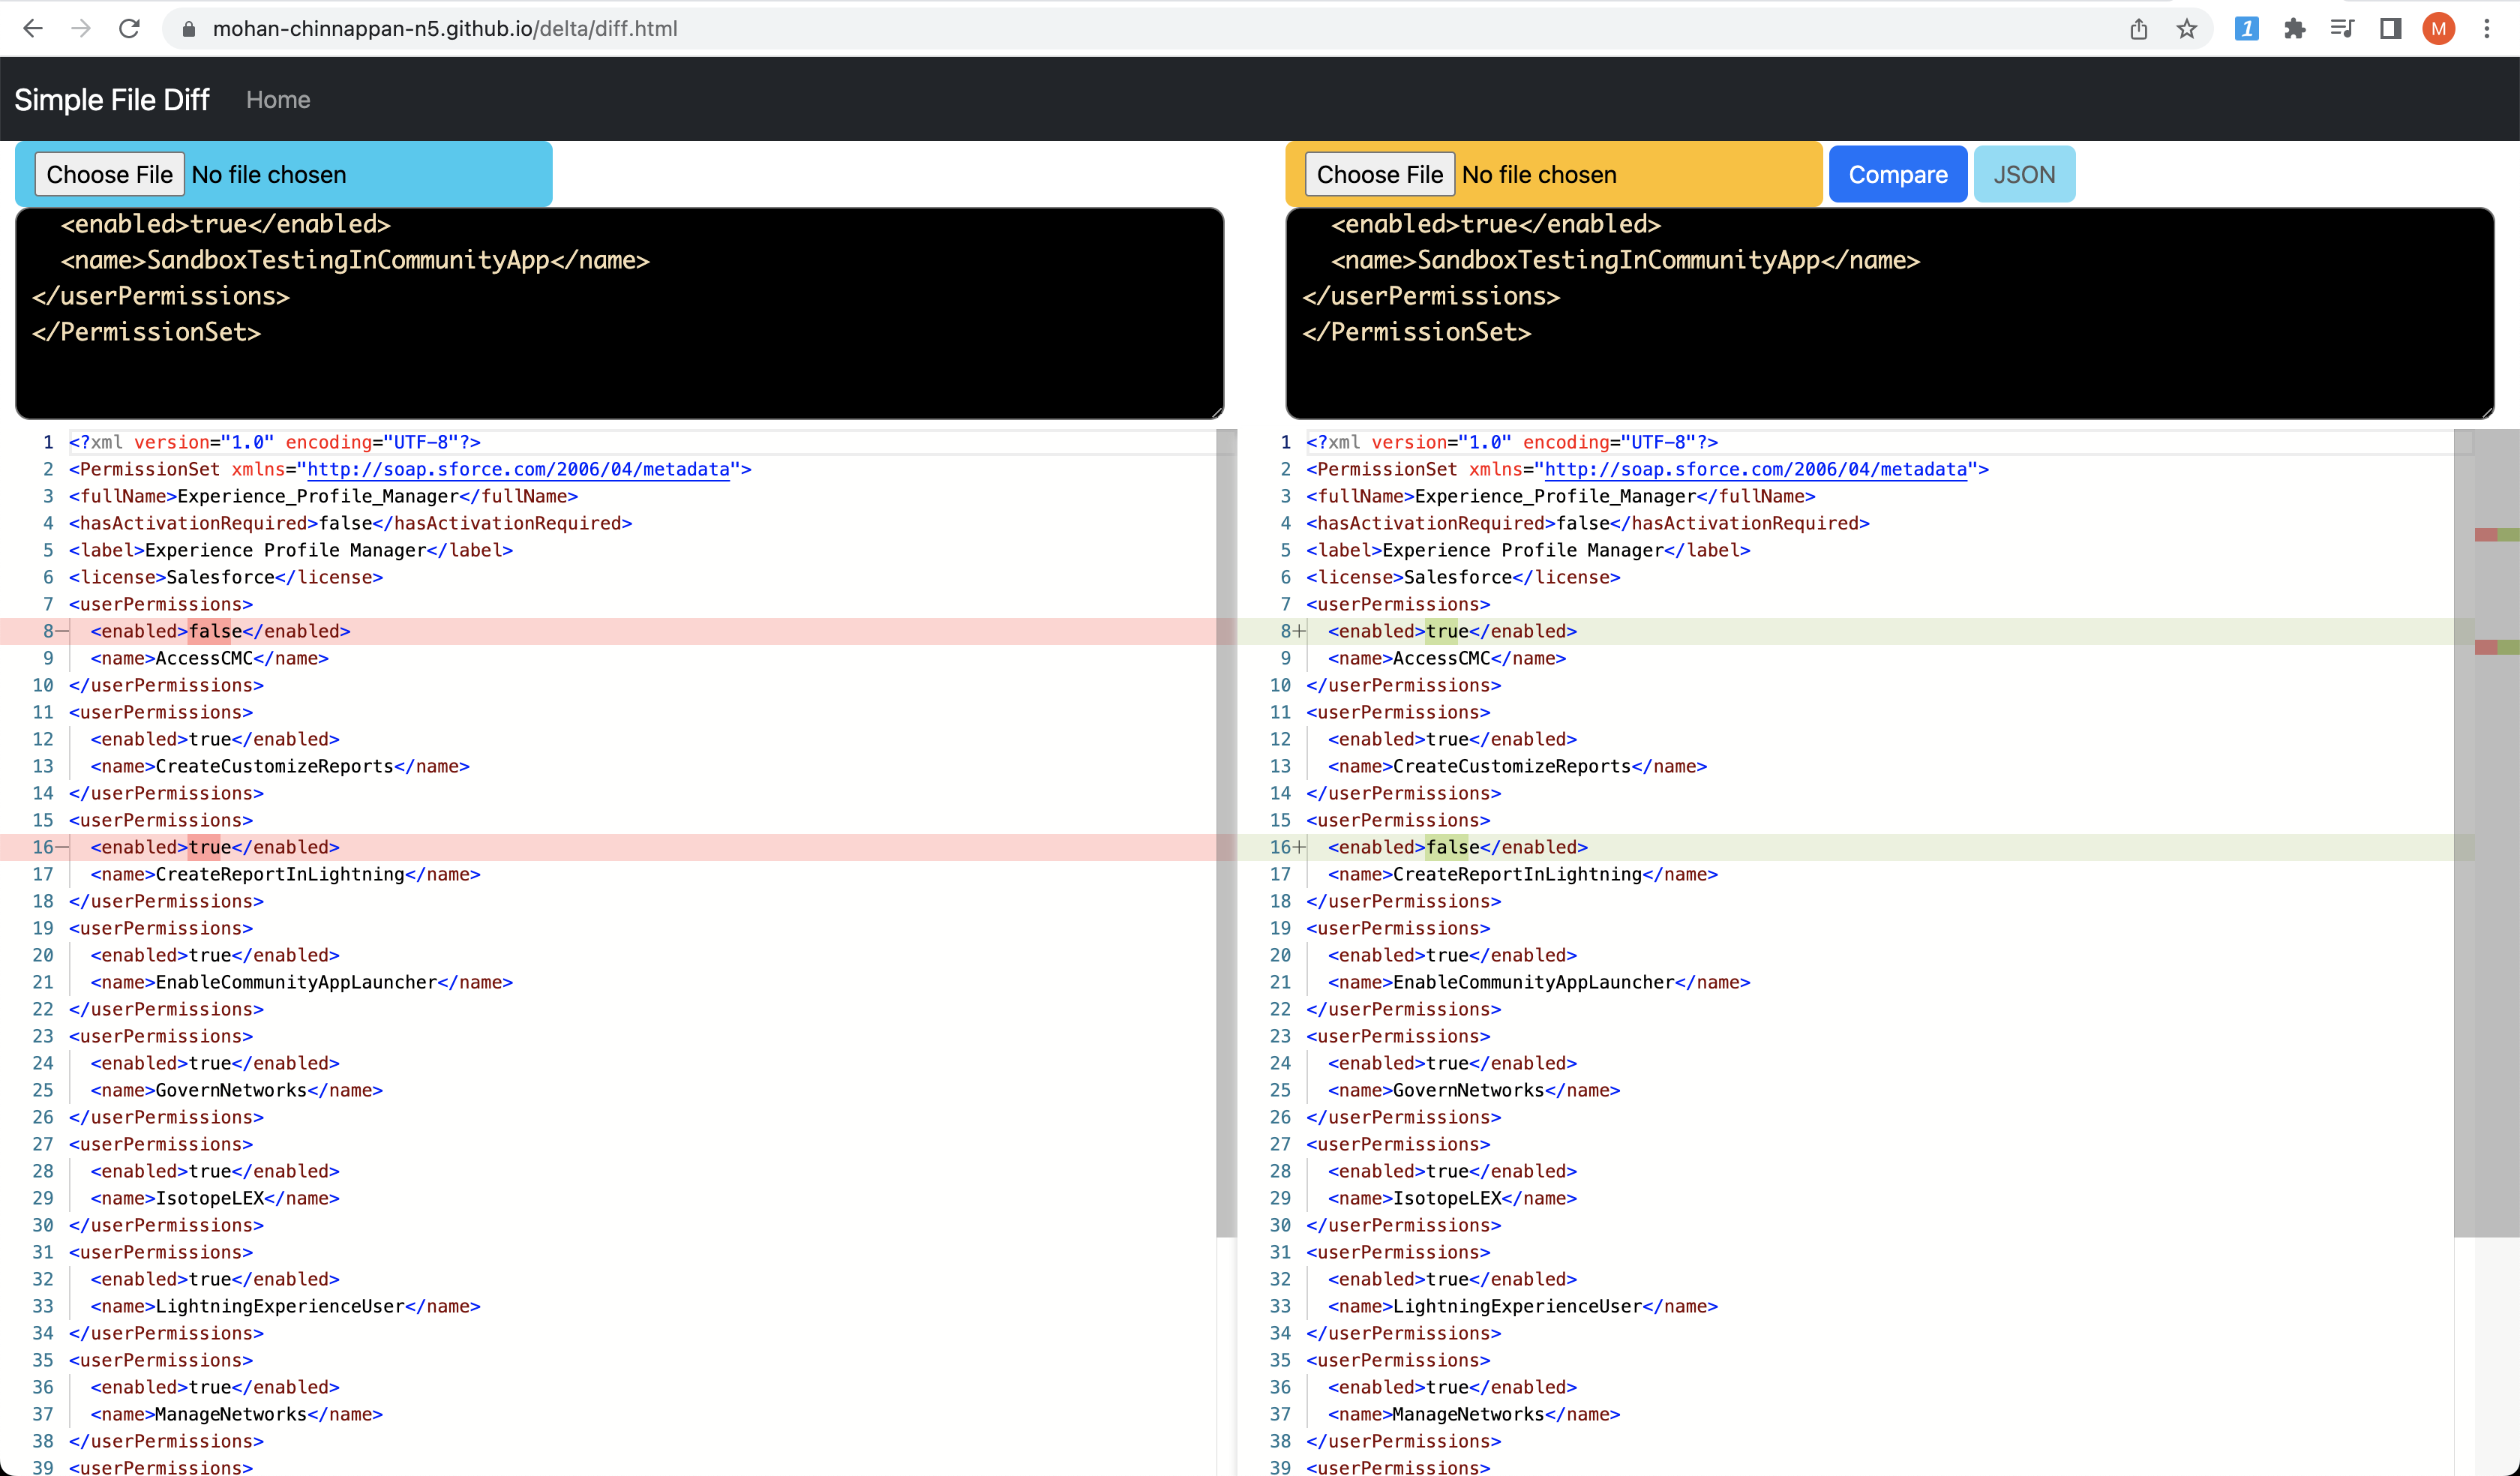 mohan-chinnappan-n5.github.io/delta/diff.html
1
M
Simple File Diff Home
Choose File No file chosen
Choose File No file chosen Compare JSON
<enabled>true</enabled>
<name>SandboxTestingInCommunityApp</name>
</userPermissions>
</PermissionSet>
<enabled>true</enabled>
<name>SandboxTestingInCommunityApp</name>
</userPermissions>
</PermissionSet>
1 <?xml version="1.0" encoding="UTF-8"?>
2 <PermissionSet xmlns="http://soap.sforce.com/2006/04/metadata">
3 <fullName>Experience_Profile_Manager</fullName>
4 <hasActivationRequired>false</hasActivationRequired>
5 <label>Experience Profile Manager</label>
6 <license>Salesforce</license>
7 <userPermissions>
8− <enabled>false</enabled>
9 <name>AccessCMC</name>
10 </userPermissions>
11 <userPermissions>
12 <enabled>true</enabled>
13 <name>CreateCustomizeReports</name>
14 </userPermissions>
15 <userPermissions>
16− <enabled>true</enabled>
17 <name>CreateReportInLightning</name>
18 </userPermissions>
19 <userPermissions>
20 <enabled>true</enabled>
21 <name>EnableCommunityAppLauncher</name>
22 </userPermissions>
23 <userPermissions>
24 <enabled>true</enabled>
25 <name>GovernNetworks</name>
26 </userPermissions>
27 <userPermissions>
28 <enabled>true</enabled>
29 <name>IsotopeLEX</name>
30 </userPermissions>
31 <userPermissions>
32 <enabled>true</enabled>
33 <name>LightningExperienceUser</name>
34 </userPermissions>
35 <userPermissions>
36 <enabled>true</enabled>
37 <name>ManageNetworks</name>
38 </userPermissions>
39 <userPermissions>
1 <?xml version="1.0" encoding="UTF-8"?>
2 <PermissionSet xmlns="http://soap.sforce.com/2006/04/metadata">
3 <fullName>Experience_Profile_Manager</fullName>
4 <hasActivationRequired>false</hasActivationRequired>
5 <label>Experience Profile Manager</label>
6 <license>Salesforce</license>
7 <userPermissions>
8+ <enabled>true</enabled>
9 <name>AccessCMC</name>
10 </userPermissions>
11 <userPermissions>
12 <enabled>true</enabled>
13 <name>CreateCustomizeReports</name>
14 </userPermissions>
15 <userPermissions>
16+ <enabled>false</enabled>
17 <name>CreateReportInLightning</name>
18 </userPermissions>
19 <userPermissions>
20 <enabled>true</enabled>
21 <name>EnableCommunityAppLauncher</name>
22 </userPermissions>
23 <userPermissions>
24 <enabled>true</enabled>
25 <name>GovernNetworks</name>
26 </userPermissions>
27 <userPermissions>
28 <enabled>true</enabled>
29 <name>IsotopeLEX</name>
30 </userPermissions>
31 <userPermissions>
32 <enabled>true</enabled>
33 <name>LightningExperienceUser</name>
34 </userPermissions>
35 <userPermissions>
36 <enabled>true</enabled>
37 <name>ManageNetworks</name>
38 </userPermissions>
39 <userPermissions>